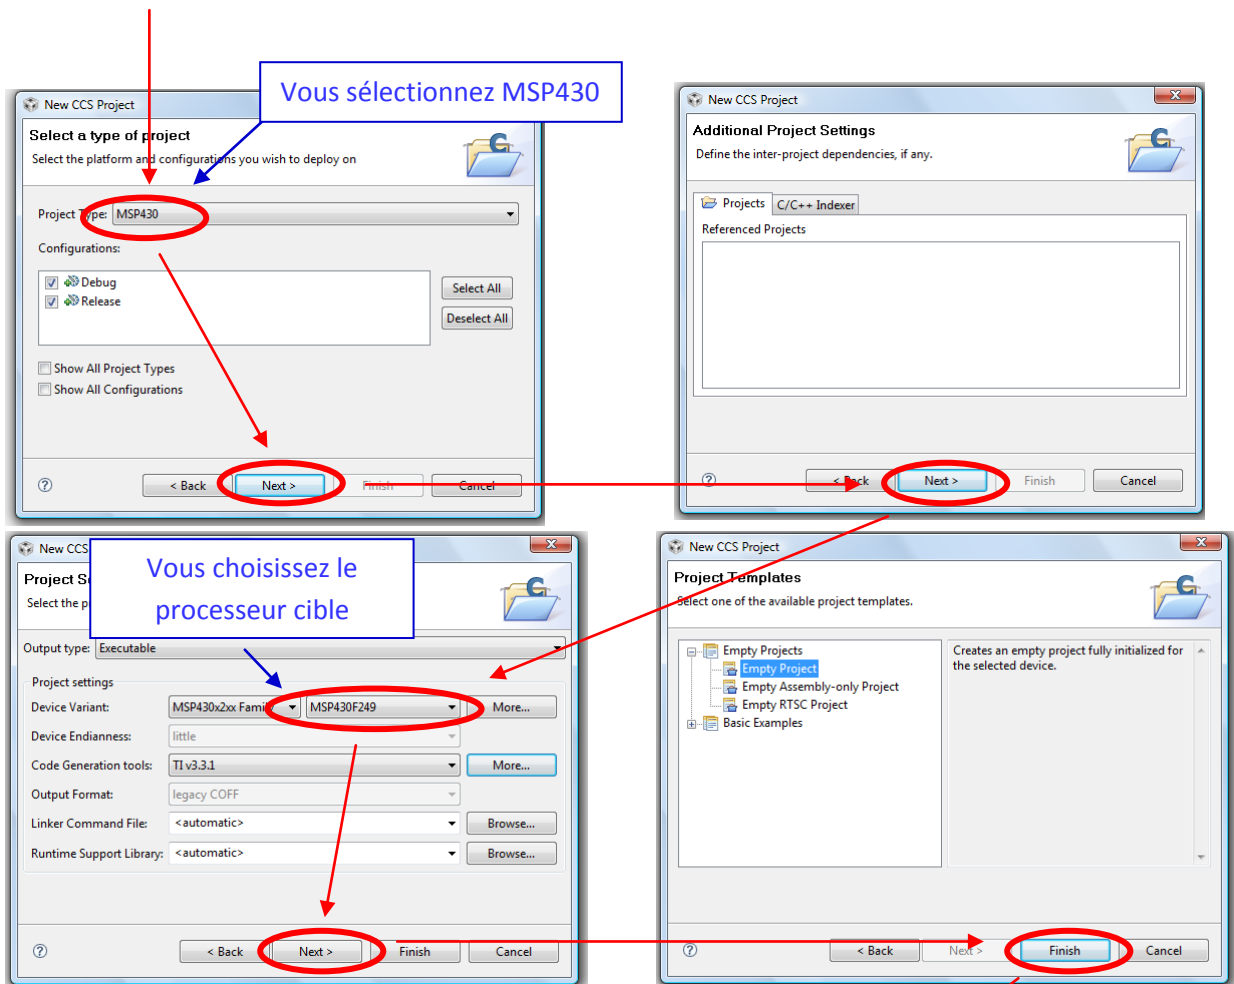 Vous sélectionnez MSP430
New CCS Project
Select a type of project
Select the platform and configurations you wish to deploy on
Project Type: MSP430
Configurations:
Debug
Release
Select All
Deselect All
Show All Project Types
Show All Configurations
< Back Next > Finish Cancel
New CCS Project
Additional Project Settings
Define the inter-project dependencies, if any.
Projects C/C++ Indexer
Referenced Projects
< Back Next > Finish Cancel
Vous choisissez le
processeur cible
New CCS
Project S
Select the p
Output type: Executable
Project settings
Device Variant: MSP430x2xx Family MSP430F249 More...
Device Endianness: little
Code Generation tools: TI v3.3.1 More...
Output Format: legacy COFF
Linker Command File: <automatic> Browse...
Runtime Support Library: <automatic> Browse...
< Back Next > Finish Cancel
New CCS Project
Project Templates
Select one of the available project templates.
Empty Projects
Empty Project
Empty Assembly-only Project
Empty RTSC Project
Basic Examples
Creates an empty project fully initialized for
the selected device.
< Back Next > Finish Cancel